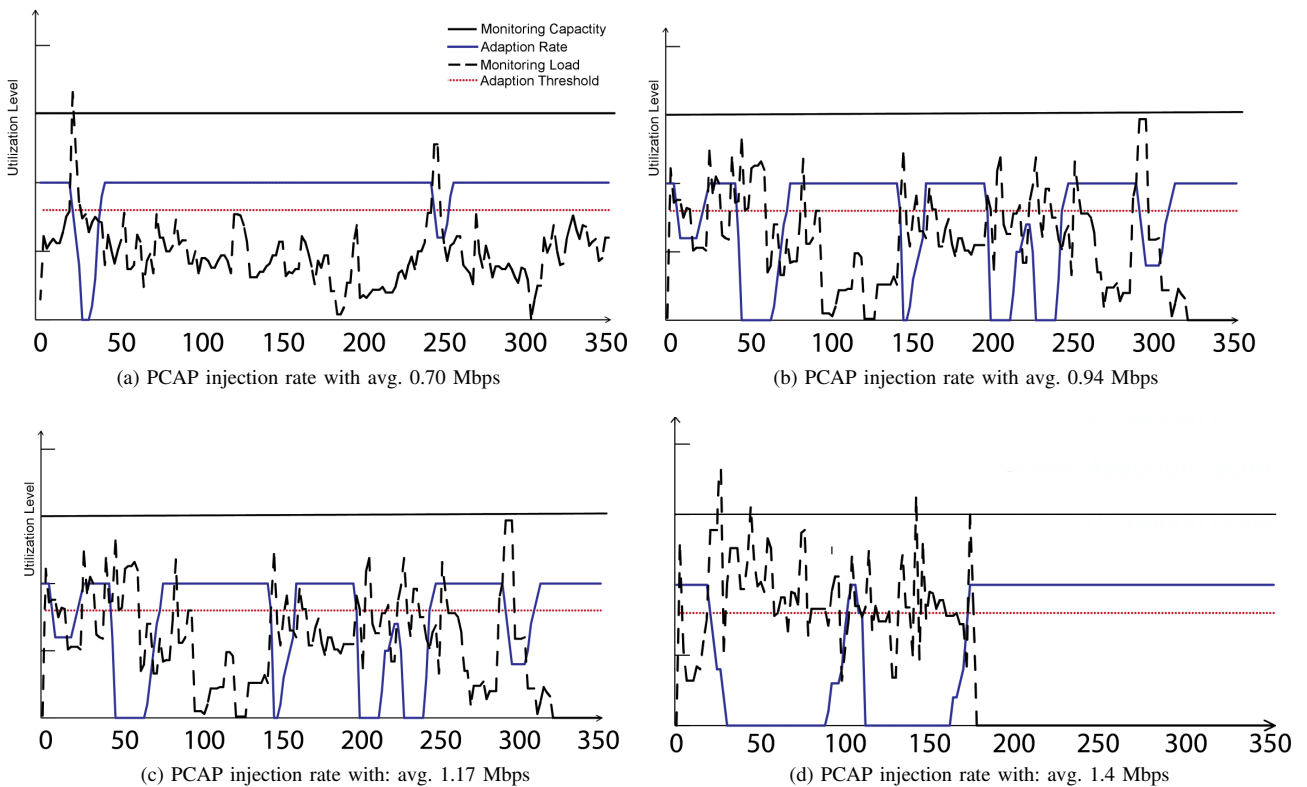 Monitoring Capactity
Adaption Rate
Monitoring Load
Adaption Threshold
Utilization Level
0 50 100 150 200 250 300 350
(a) PCAP injection rate with avg. 0.70 Mbps
Utilization Level
0 50 100 150 200 250 300 350
(b) PCAP injection rate with avg. 0.94 Mbps
Utilization Level
0 50 100 150 200 250 300 350
(c) PCAP injection rate with: avg. 1.17 Mbps
0 50 100 150 200 250 300 350
(d) PCAP injection rate with: avg. 1.4 Mbps